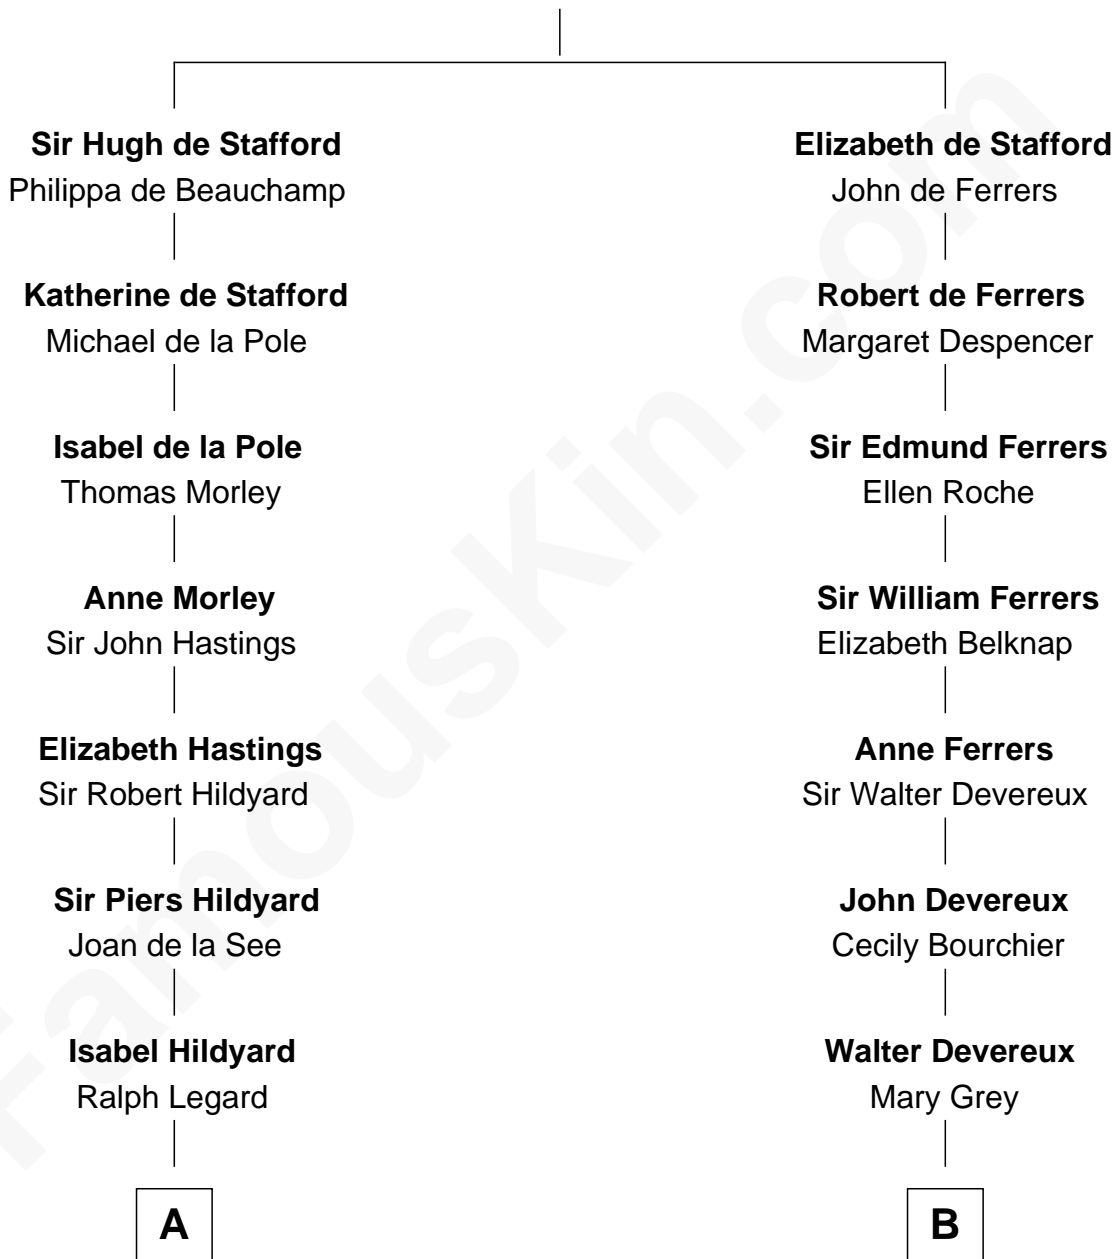 Sir Hugh de Stafford
Philippa de Beauchamp
Katherine de Stafford
Michael de la Pole
Isabel de la Pole
Thomas Morley
Anne Morley
Sir John Hastings
Elizabeth Hastings
Sir Robert Hildyard
Sir Piers Hildyard
Joan de la See
Isabel Hildyard
Ralph Legard
A
Elizabeth de Stafford
John de Ferrers
Robert de Ferrers
Margaret Despencer
Sir Edmund Ferrers
Ellen Roche
Sir William Ferrers
Elizabeth Belknap
Anne Ferrers
Sir Walter Devereux
John Devereux
Cecily Bourchier
Walter Devereux
Mary Grey
B
FamousKin.com